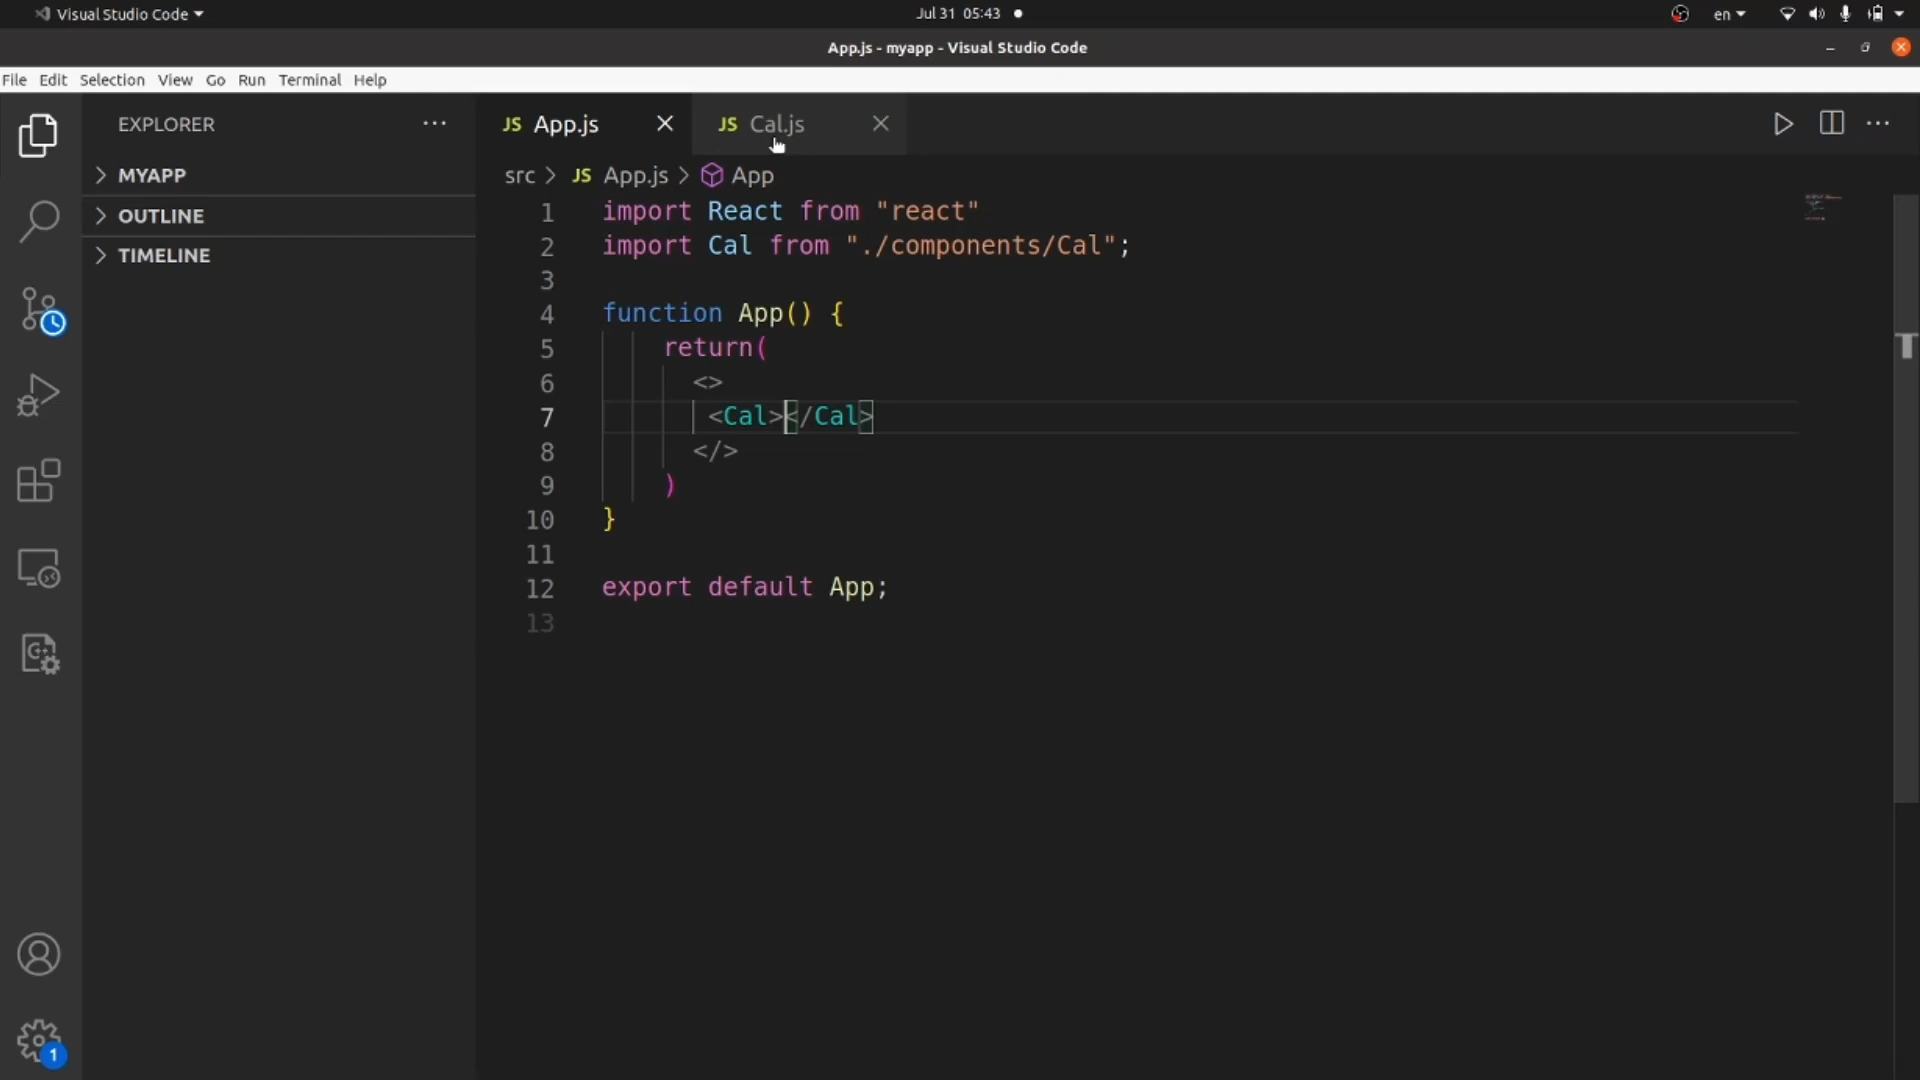 Visual Studio Code
Jul 31 05:43
en
App.js - myapp - Visual Studio Code
File Edit Selection View Go Run Terminal Help
EXPLORER
MYAPP
OUTLINE
TIMELINE
JS App.js
JS Cal.js
src > JS App.js > App
1 import React from "react"
2 import Cal from "./components/Cal";
3
4 function App() {
5 return(
6 <>
7 <Cal></Cal>
8 </>
9 )
10 }
11
12 export default App;
13
1